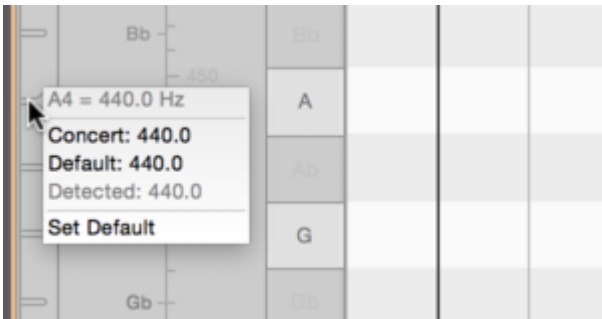 Bb
Bb
450
A4 = 440.0 Hz
A
Concert: 440.0
Default: 440.0
Ab
Detected: 440.0
Set Default
G
Gb
Gb